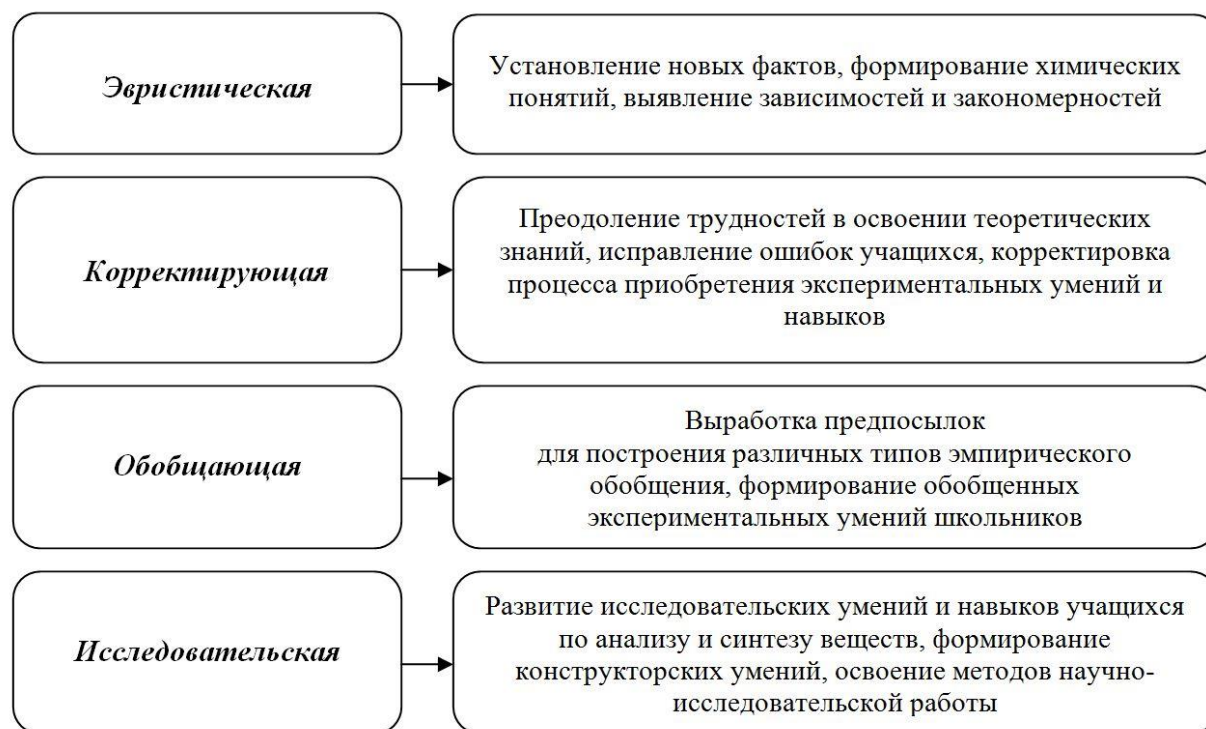 Эвристическая
Установление новых фактов, формирование химических
понятий, выявление зависимостей и закономерностей
Корректирующая
Преодоление трудностей в освоении теоретических
знаний, исправление ошибок учащихся, корректировка
процесса приобретения экспериментальных умений и
навыков
Обобщающая
Выработка предпосылок
для построения различных типов эмпирического
обобщения, формирование обобщенных
экспериментальных умений школьников
Исследовательская
Развитие исследовательских умений и навыков учащихся
по анализу и синтезу веществ, формирование
конструкторских умений, освоение методов научно-
исследовательской работы